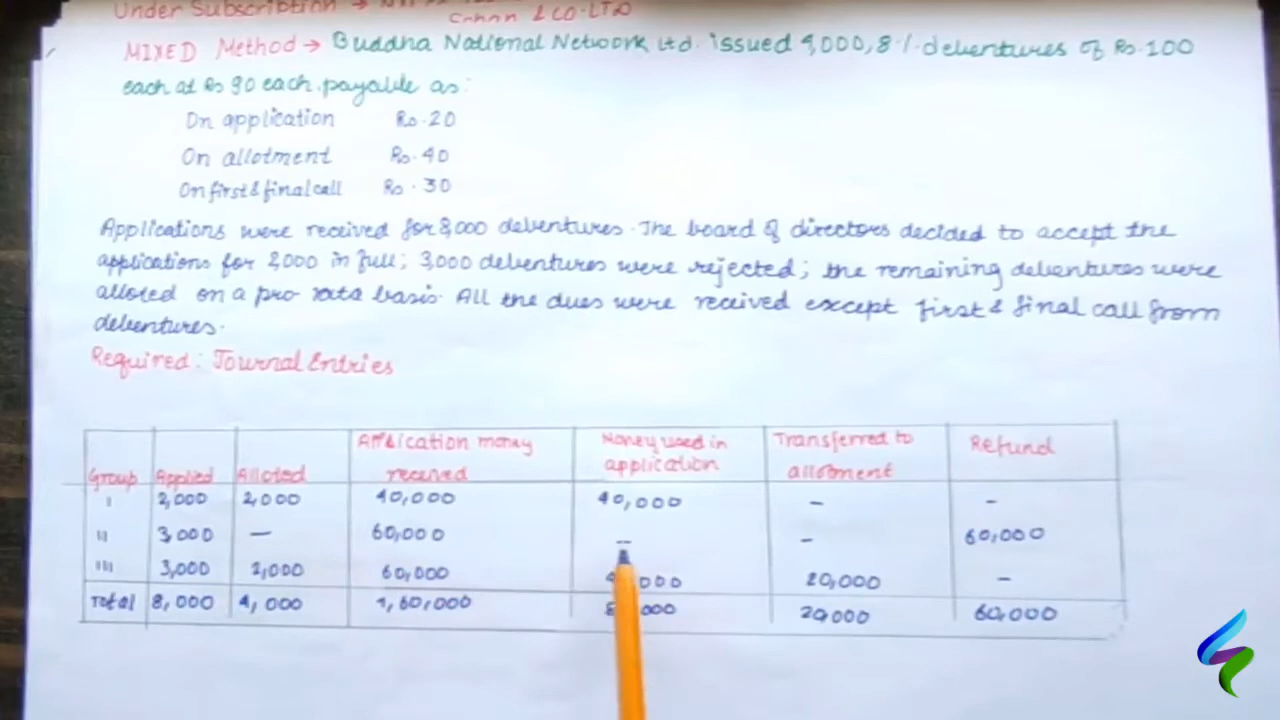 Under Subscription →
& CO. LTD
MIXED Method → Buddha National Network Ltd. issued 4,000, 8 %. debentures of Rs. 100
each at Rs 90 each. payable as:
On application Rs. 20
On allotment Rs. 40
On first & final call Rs. 30
Applications were received for 8,000 debentures. The board of directors decided to accept the
applications for 2,000 in full; 3,000 debentures were rejected; the remaining debentures were
alloted on a pro rata basis. All the dues were received except first & final call from
debentures.
Required: Journal Entries
Group Applied Alloted Application money received Money used in application Transferred to allotment Refund
I 2,000 2,000 40,000 40,000 - -
II 3,000 — 60,000 -- - 60,000
III 3,000 2,000 60,000 000 20,000 -
Total 8,000 4,000 1,60,000 000 20,000 60,000